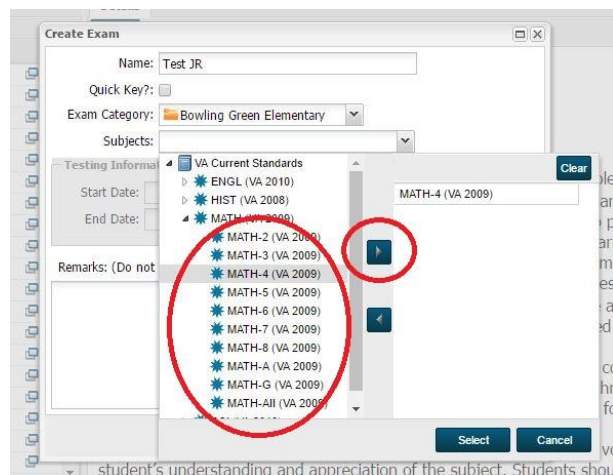 Details
Create Exam
Name: Test JR
Quick Key?:
Exam Category: Bowling Green Elementary
Subjects:
Testing Informat
Start Date:
End Date:
Remarks: (Do not
VA Current Standards
ENGL (VA 2010)
HIST (VA 2008)
MATH (VA 2009)
MATH-2 (VA 2009)
MATH-3 (VA 2009)
MATH-4 (VA 2009)
MATH-5 (VA 2009)
MATH-6 (VA 2009)
MATH-7 (VA 2009)
MATH-8 (VA 2009)
MATH-A (VA 2009)
MATH-G (VA 2009)
MATH-AII (VA 2009)
Clear
MATH-4 (VA 2009)
Select
Cancel
student's understanding and appreciation of the subject. Students shou